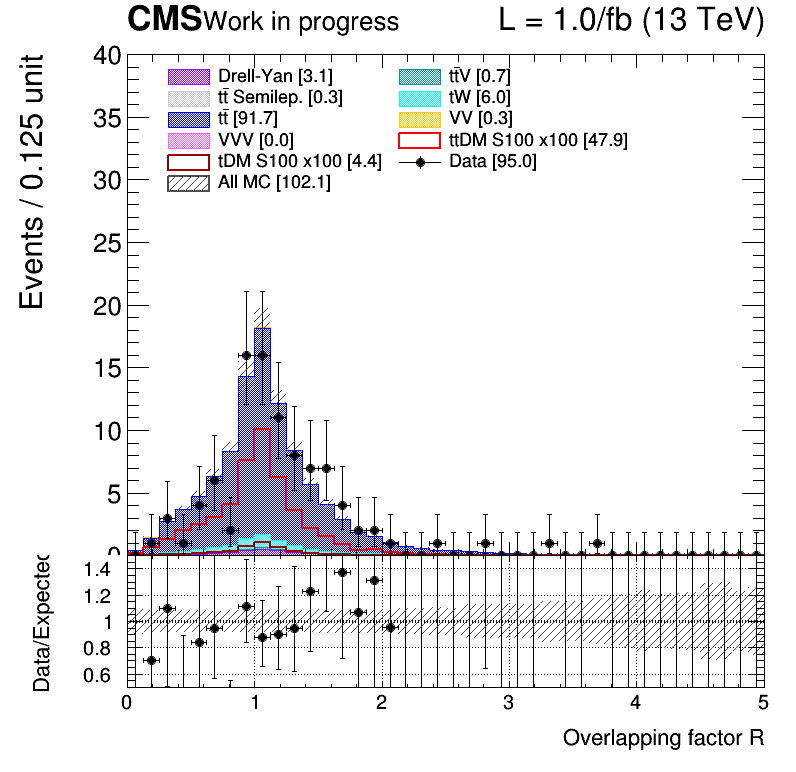 CMS Work in progress L = 1.0/fb (13 TeV)
Events / 0.125 unit
40
35
30
25
20
15
10
5
0
Drell-Yan [3.1]
tt̄V [0.7]
tt̄ Semilep. [0.3]
tW [6.0]
tt̄ [91.7]
VV [0.3]
VVV [0.0]
ttDM S100 x100 [47.9]
tDM S100 x100 [4.4]
Data [95.0]
All MC [102.1]
Data/Expected
1.4
1.2
1
0.8
0.6
0 1 2 3 4 5
Overlapping factor R